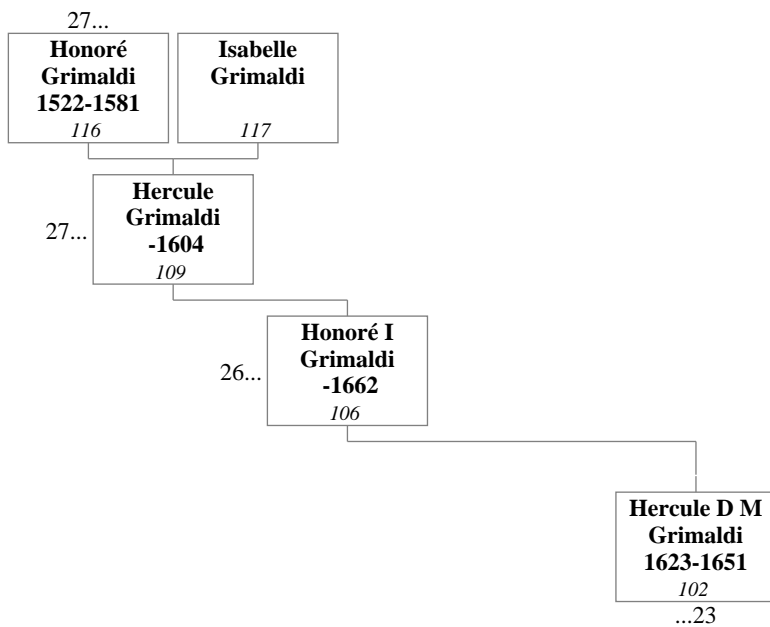 27...
Honoré
Grimaldi
1522-1581
116
Isabelle
Grimaldi
117
27...
Hercule
Grimaldi
-1604
109
26...
Honoré I
Grimaldi
-1662
106
Hercule D M
Grimaldi
1623-1651
102
...23